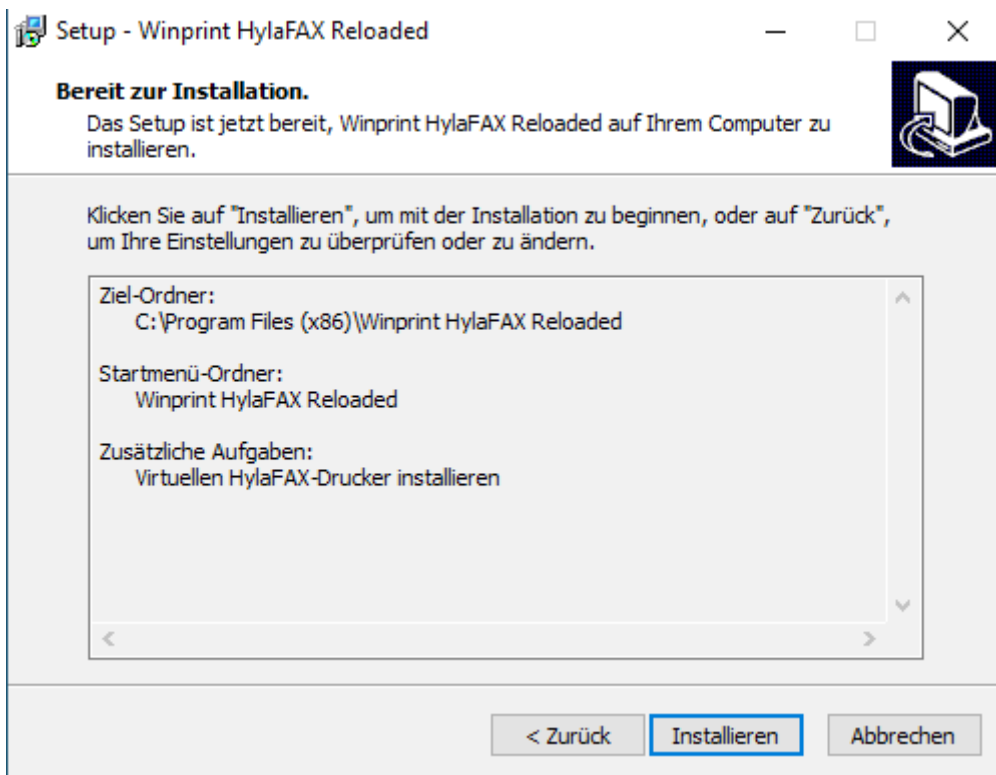 Setup - Winprint HylaFAX Reloaded
Bereit zur Installation.
Das Setup ist jetzt bereit, Winprint HylaFAX Reloaded auf Ihrem Computer zu
installieren.
Klicken Sie auf "Installieren", um mit der Installation zu beginnen, oder auf "Zurück",
um Ihre Einstellungen zu überprüfen oder zu ändern.
Ziel-Ordner:
C:\Program Files (x86)\Winprint HylaFAX Reloaded
Startmenü-Ordner:
Winprint HylaFAX Reloaded
Zusätzliche Aufgaben:
Virtuellen HylaFAX-Drucker installieren
< Zurück
Installieren
Abbrechen